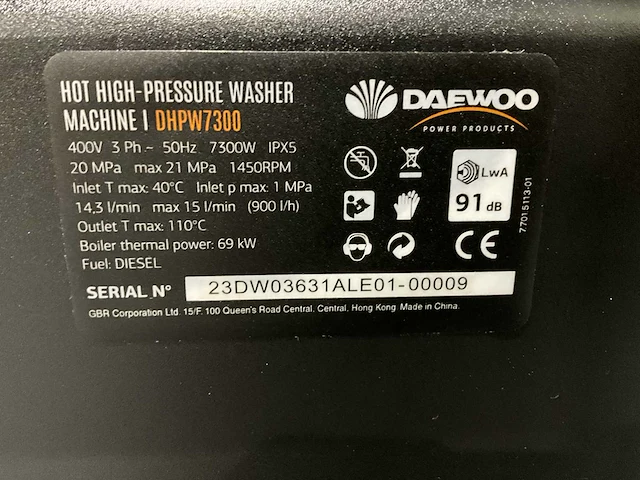 HOT HIGH-PRESSURE WASHER
MACHINE | DHPW7300
400V 3 Ph ~ 50Hz 7300W IPX5
20 MPa max 21 MPa 1450RPM
Inlet T max: 40°C Inlet p max: 1 MPa
14,3 l/min max 15 l/min (900 l/h)
Outlet T max: 110°C
Boiler thermal power: 69 kW
Fuel: DIESEL
SERIAL N° 23DW03631ALE01-00009
GBR Corporation Ltd. 15/F. 100 Queen's Road Central. Central, Hong Kong. Made in China.
DAEWOO
POWER PRODUCTS
LwA
91 dB
CE
7.701.5113-01